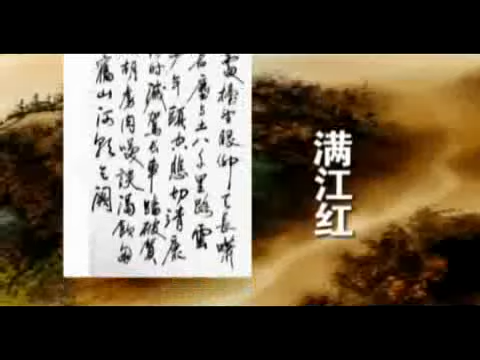 满江红
抬望眼仰天長嘯
名塵与土八千里路雲
少年頭空悲切靖康
時滅駕長車踏破賀
胡虜肉笑談渴飲匈
舊山河朝天闕